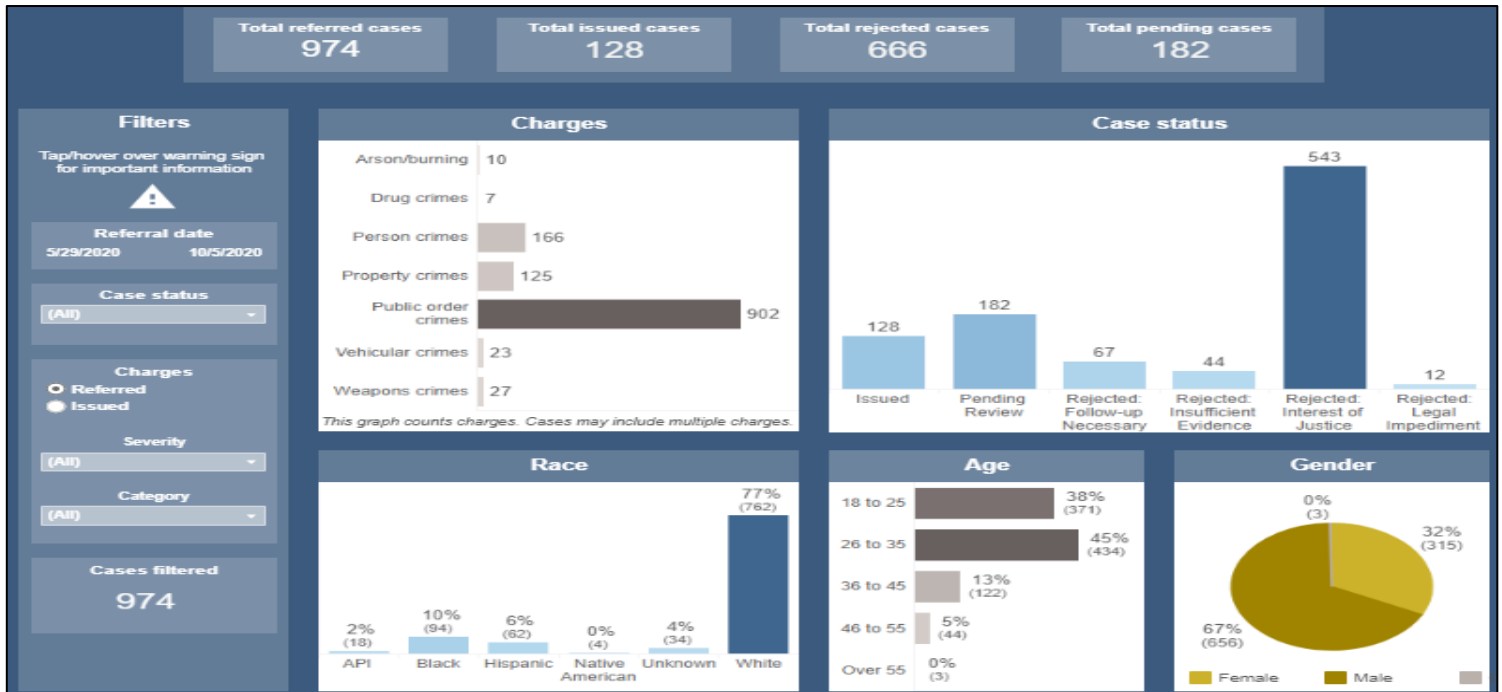 Total referred cases
974
Total issued cases
128
Total rejected cases
666
Total pending cases
182
Filters
Tap/hover over warning sign
for important information
Referral date
5/29/2020 10/5/2020
Case status
(All)
Charges
Referred
Issued
Severity
(All)
Category
(All)
Cases filtered
974
Charges
Arson/burning 10
Drug crimes 7
Person crimes 166
Property crimes 125
Public order
crimes 902
Vehicular crimes 23
Weapons crimes 27
This graph counts charges. Cases may include multiple charges.
Case status
128
182
67
44
543
12
Issued
Pending
Review
Rejected:
Follow-up
Necessary
Rejected:
Insufficient
Evidence
Rejected:
Interest of
Justice
Rejected:
Legal
Impediment
Race
2%
(18)
10%
(94)
6%
(62)
0%
(4)
4%
(34)
77%
(762)
API
Black
Hispanic
Native
American
Unknown
White
Age
18 to 25 38%
(371)
26 to 35 45%
(434)
36 to 45 13%
(122)
46 to 55 5%
(44)
Over 55 0%
(3)
Gender
0%
(3)
32%
(315)
67%
(656)
Female Male